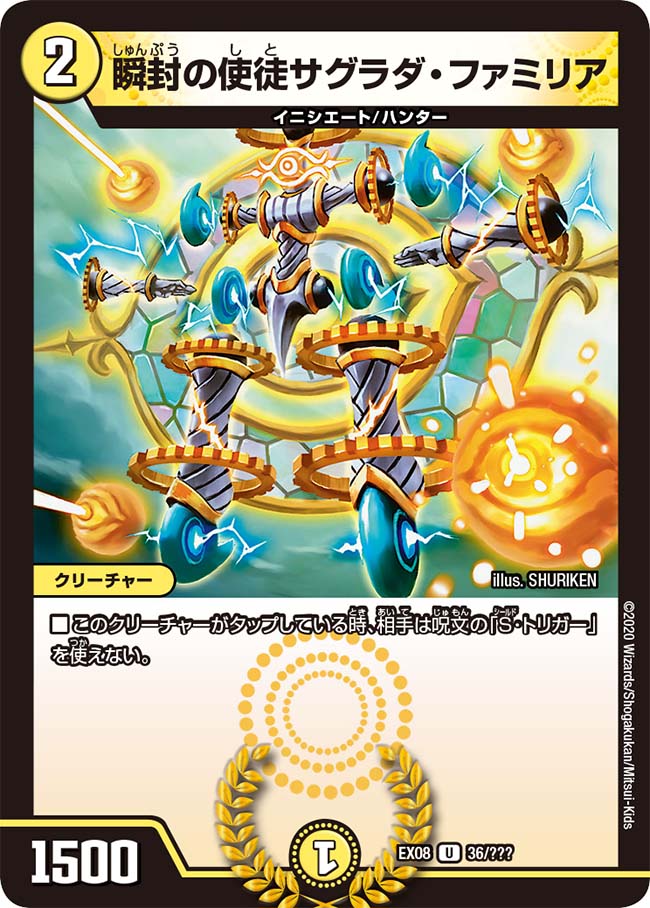 2
しゅんぷう しと
瞬封の使徒サグラダ・ファミリア
イニシエート/ハンター
クリーチャー
illus. SHURIKEN
■ このクリーチャーがタップしている時、相手は呪文の「S・トリガー」
を使えない。
©2020 Wizards/Shogakukan/Mitsui-Kids
1500
1
EX08 U 36/???